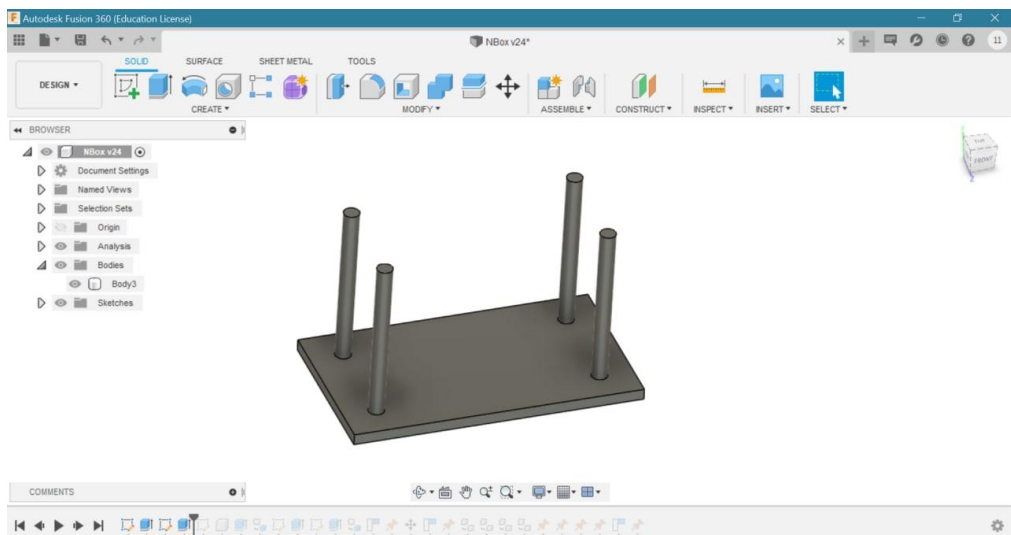 F Autodesk Fusion 360 (Education License)
NBox v24*
11
SOLID SURFACE SHEET METAL TOOLS
DESIGN
CREATE MODIFY ASSEMBLE CONSTRUCT INSPECT INSERT SELECT
BROWSER
NBox v24
Document Settings
Named Views
Selection Sets
Origin
Analysis
Bodies
Body3
Sketches
TOP
FRONT
Z
COMMENTS